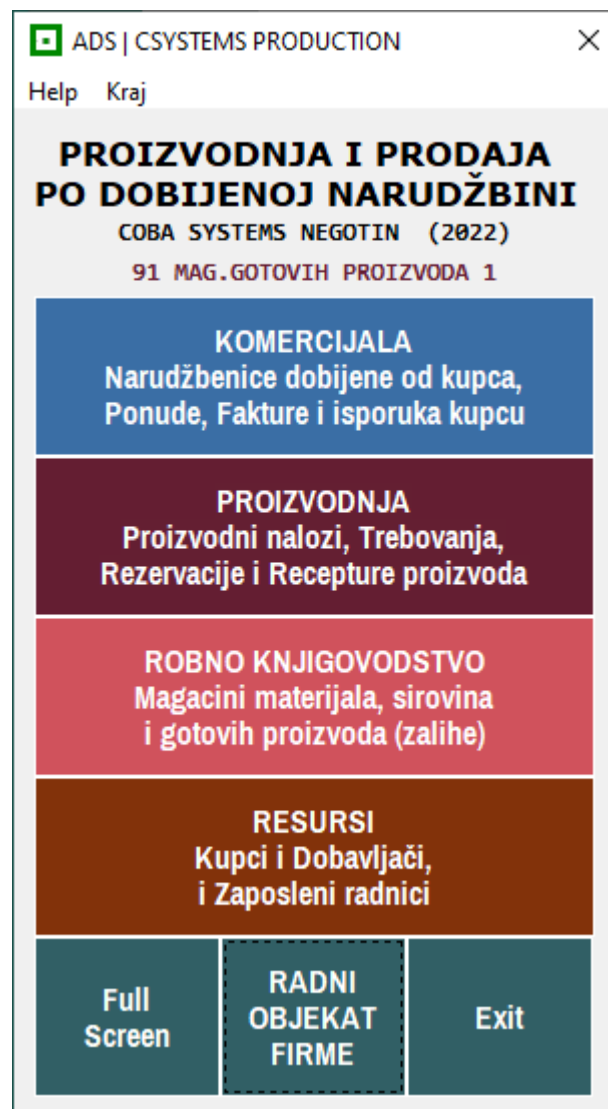 ADS | CSYSTEMS PRODUCTION
Help Kraj
PROIZVODNJA I PRODAJA
PO DOBIJENOJ NARUDŽBINI
COBA SYSTEMS NEGOTIN (2022)
91 MAG.GOTOVIH PROIZVODA 1
KOMERCIJALA
Narudžbenice dobijene od kupca,
Ponude, Fakture i isporuka kupcu
PROIZVODNJA
Proizvodni nalozi, Trebovanja,
Rezervacije i Recepture proizvoda
ROBNO KNJIGOVODSTVO
Magacini materijala, sirovina
i gotovih proizvoda (zalihe)
RESURSI
Kupci i Dobavljači,
i Zaposleni radnici
Full
Screen
RADNI
OBJEKAT
FIRME
Exit